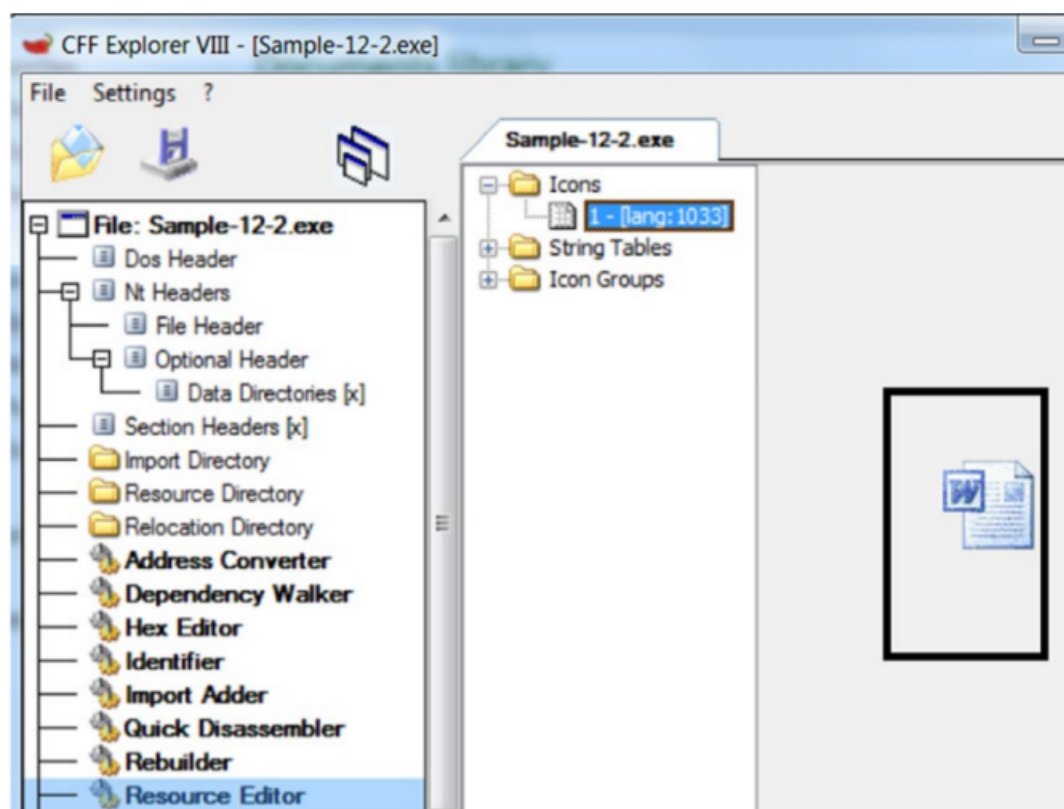 CFF Explorer VIII - [Sample-12-2.exe]
File Settings ?
Sample-12-2.exe
File: Sample-12-2.exe
Dos Header
Nt Headers
File Header
Optional Header
Data Directories [x]
Section Headers [x]
Import Directory
Resource Directory
Relocation Directory
Address Converter
Dependency Walker
Hex Editor
Identifier
Import Adder
Quick Disassembler
Rebuilder
Resource Editor
Icons
1 - [lang:1033]
String Tables
Icon Groups
W